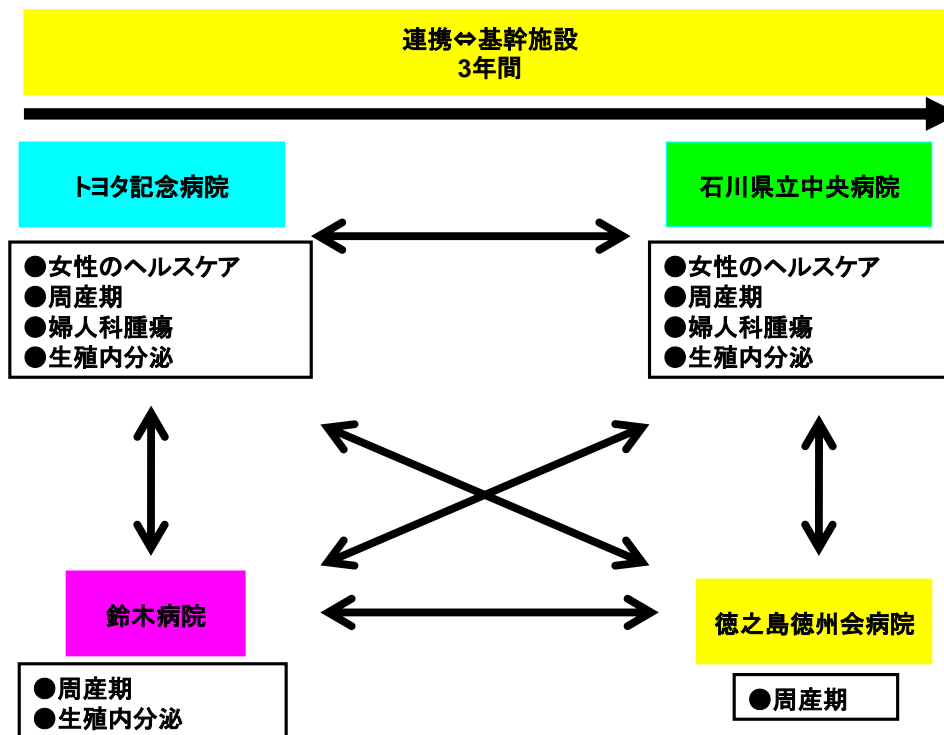 連携⇔基幹施設
3年間
トヨタ記念病院
石川県立中央病院
●女性のヘルスケア
●周産期
●婦人科腫瘍
●生殖内分泌
●女性のヘルスケア
●周産期
●婦人科腫瘍
●生殖内分泌
鈴木病院
徳之島徳州会病院
●周産期
●生殖内分泌
●周産期